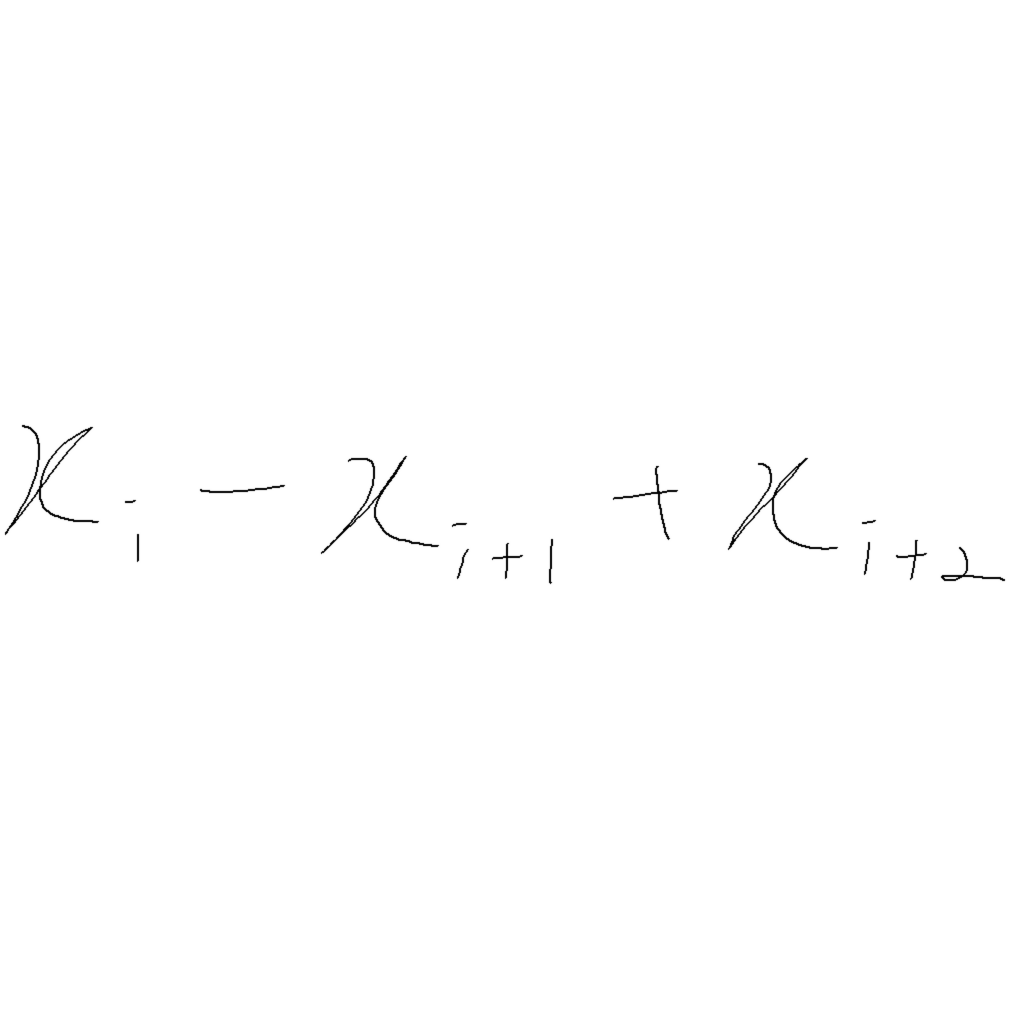 x_i - x_{i+1} + x_{i+2}